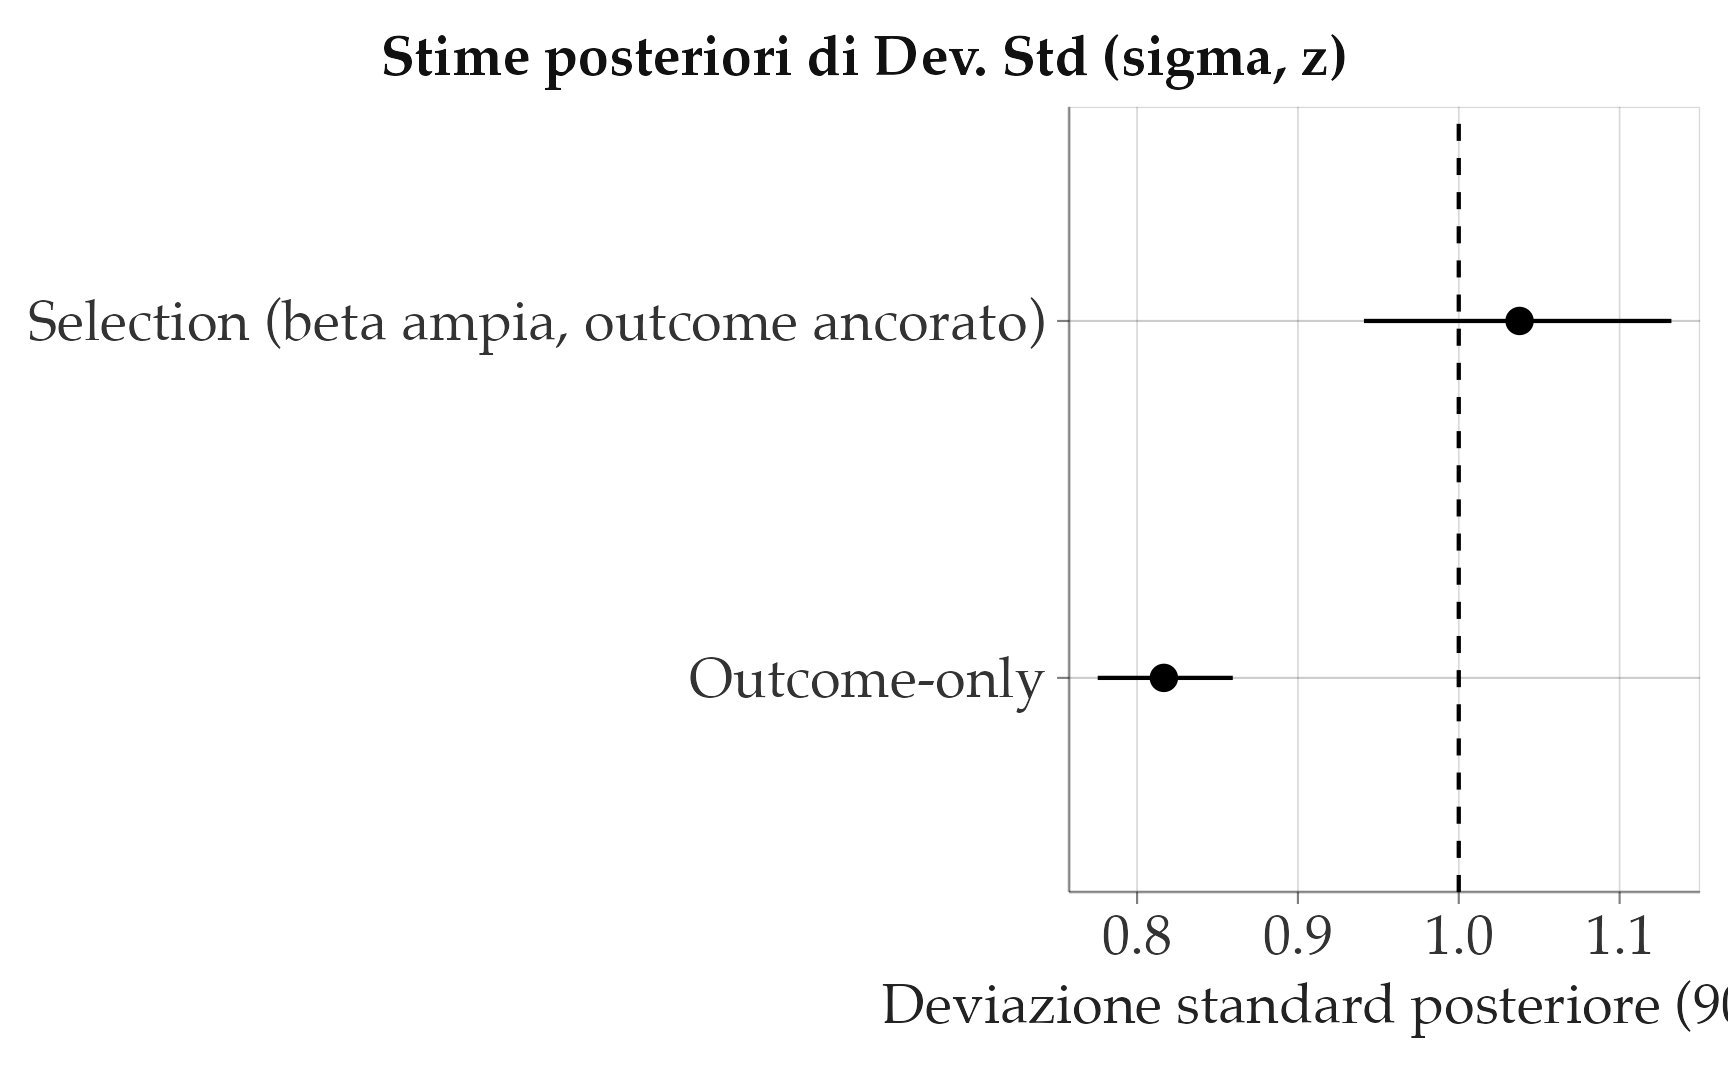 Stime posteriori di Dev. Std (sigma, z)
Selection (beta ampia, outcome ancorato)
Outcome-only
0.8 0.9 1.0 1.1
Deviazione standard posteriore (90